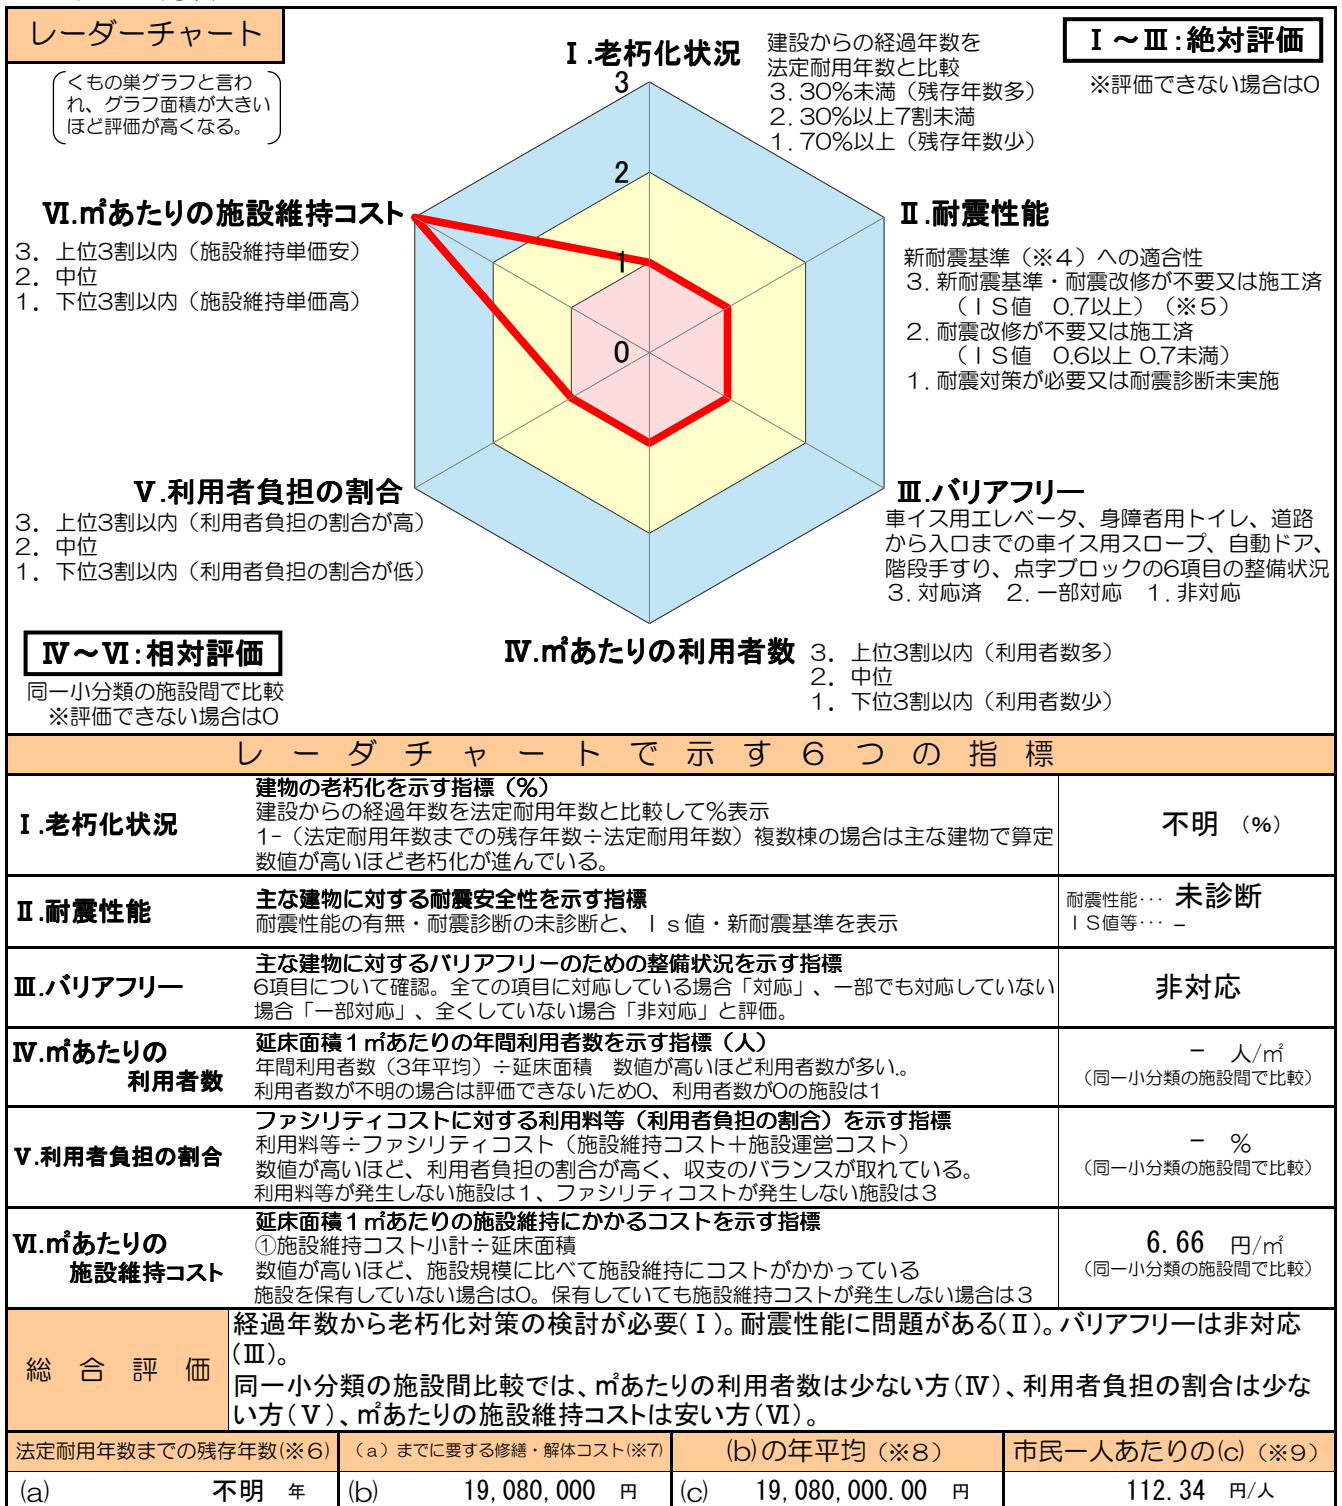 レーダーチャート
くもの巣グラフと言わ
れ、グラフ面積が大きい
ほど評価が高くなる。
Ⅰ.老朽化状況
建設からの経過年数を
法定耐用年数と比較
3.30%未満（残存年数多）
2.30%以上7割未満
1.70%以上（残存年数少）
Ⅰ～Ⅲ:絶対評価
※評価できない場合は0
3
2
1
0
Ⅵ.㎡あたりの施設維持コスト
3. 上位3割以内（施設維持単価安）
2. 中位
1. 下位3割以内（施設維持単価高）
Ⅱ.耐震性能
新耐震基準（※4）への適合性
3.新耐震基準・耐震改修が不要又は施工済
（ＩＳ値 0.7以上）（※5）
2.耐震改修が不要又は施工済
（ＩＳ値 0.6以上 0.7未満）
1.耐震対策が必要又は耐震診断未実施
Ⅴ.利用者負担の割合
3. 上位3割以内（利用者負担の割合が高）
2. 中位
1. 下位3割以内（利用者負担の割合が低）
Ⅲ.バリアフリー
車イス用エレベータ、身障者用トイレ、道路
から入口までの車イス用スロープ、自動ドア、
階段手すり、点字ブロックの6項目の整備状況
3.対応済 2.一部対応 1.非対応
Ⅳ～Ⅵ:相対評価
同一小分類の施設間で比較
※評価できない場合は0
Ⅳ.㎡あたりの利用者数
3. 上位3割以内（利用者数多）
2. 中位
1. 下位3割以内（利用者数少）
レーダチャートで示す6つの指標
Ⅰ.老朽化状況
建物の老朽化を示す指標（%）
建設からの経過年数を法定耐用年数と比較して%表示
1-（法定耐用年数までの残存年数÷法定耐用年数）複数棟の場合は主な建物で算定
数値が高いほど老朽化が進んでいる。
不明 （%）
Ⅱ.耐震性能
主な建物に対する耐震安全性を示す指標
耐震性能の有無・耐震診断の未診断と、Ｉｓ値・新耐震基準を表示
耐震性能･･･ 未診断
ＩＳ値等･･･ −
Ⅲ.バリアフリー
主な建物に対するバリアフリーのための整備状況を示す指標
6項目について確認。全ての項目に対応している場合「対応」、一部でも対応していない
場合「一部対応」、全くしていない場合「非対応」と評価。
非対応
Ⅳ.㎡あたりの
利用者数
延床面積1㎡あたりの年間利用者数を示す指標（人）
年間利用者数（3年平均）÷延床面積 数値が高いほど利用者数が多い。
利用者数が不明の場合は評価できないため0、利用者数が0の施設は1
− 人/㎡
（同一小分類の施設間で比較）
Ⅴ.利用者負担の割合
ファシリティコストに対する利用料等（利用者負担の割合）を示す指標
利用料等÷ファシリティコスト（施設維持コスト＋施設運営コスト）
数値が高いほど、利用者負担の割合が高く、収支のバランスが取れている。
利用料等が発生しない施設は1、ファシリティコストが発生しない施設は3
− %
（同一小分類の施設間で比較）
Ⅵ.㎡あたりの
施設維持コスト
延床面積1㎡あたりの施設維持にかかるコストを示す指標
①施設維持コスト小計÷延床面積
数値が高いほど、施設規模に比べて施設維持にコストがかかっている
施設を保有していない場合は0。保有していても施設維持コストが発生しない場合は3
6.66 円/㎡
（同一小分類の施設間で比較）
総合評価
経過年数から老朽化対策の検討が必要(Ⅰ)。耐震性能に問題がある(Ⅱ)。バリアフリーは非対応
(Ⅲ)。
同一小分類の施設間比較では、㎡あたりの利用者数は少ない方(Ⅳ)、利用者負担の割合は少な
い方(Ⅴ)、㎡あたりの施設維持コストは安い方(Ⅵ)。
法定耐用年数までの残存年数(※6)
（a）までに要する修繕・解体コスト(※7)
(b)の年平均（※8）
市民一人あたりの(c)（※9）
(a) 不明 年
(b) 19,080,000 円
(c) 19,080,000.00 円
112.34 円/人